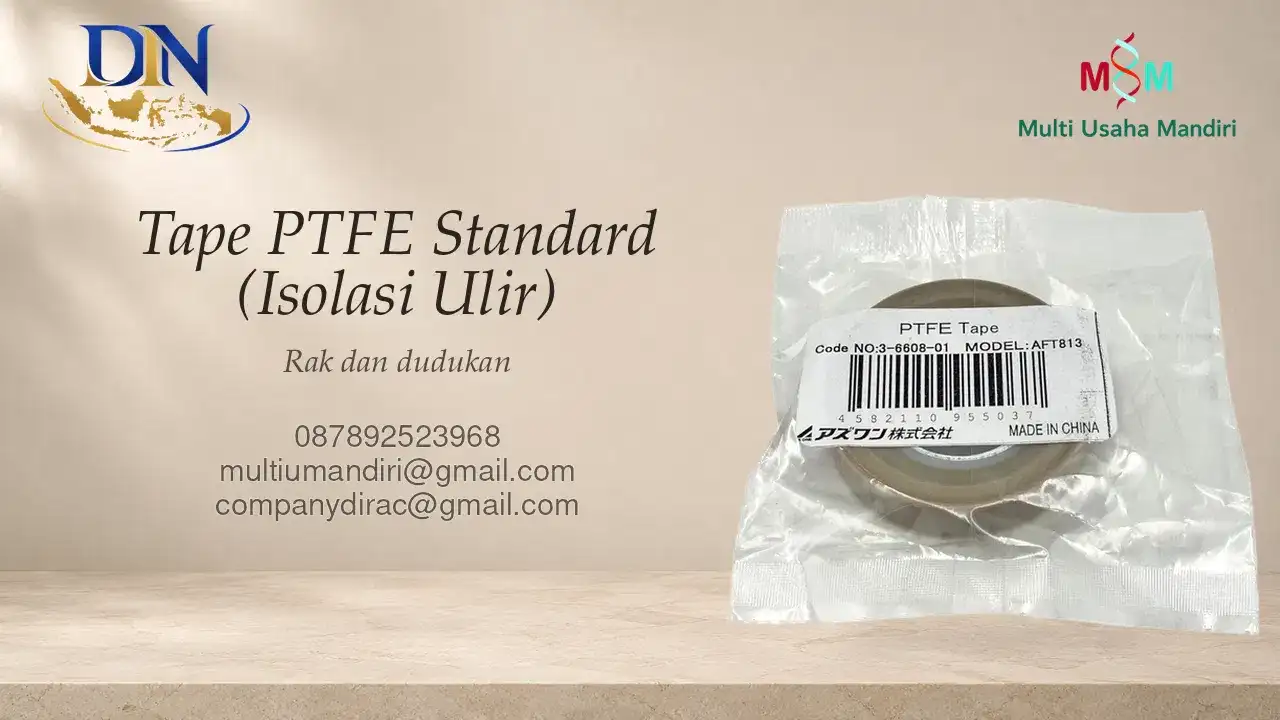 DN
M M
Multi Usaha Mandiri
Tape PTFE Standard
(Isolasi Ulir)
Rak dan dudukan
087892523968
multiumandiri@gmail.com
companydirac@gmail.com
PTFE Tape
Code NO:3-6608-01 MODEL:AFT813
4582110 955037
アズワン株式会社 MADE IN CHINA